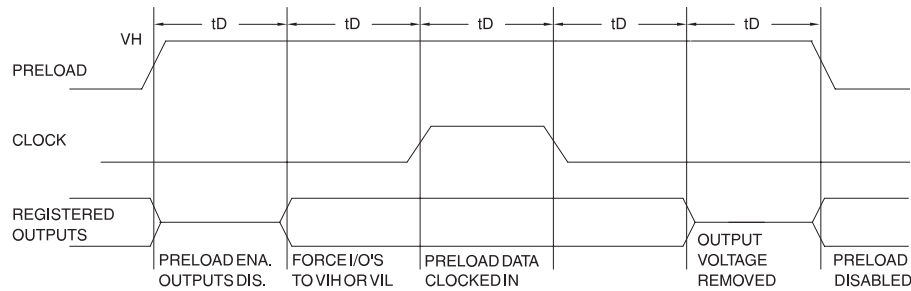 tD tD tD tD tD
VH
PRELOAD
CLOCK
REGISTERED
OUTPUTS
PRELOAD ENA.
OUTPUTS DIS.
FORCE I/O'S
TO VIH OR VIL
PRELOAD DATA
CLOCKED IN
OUTPUT
VOLTAGE
REMOVED
PRELOAD
DISABLED